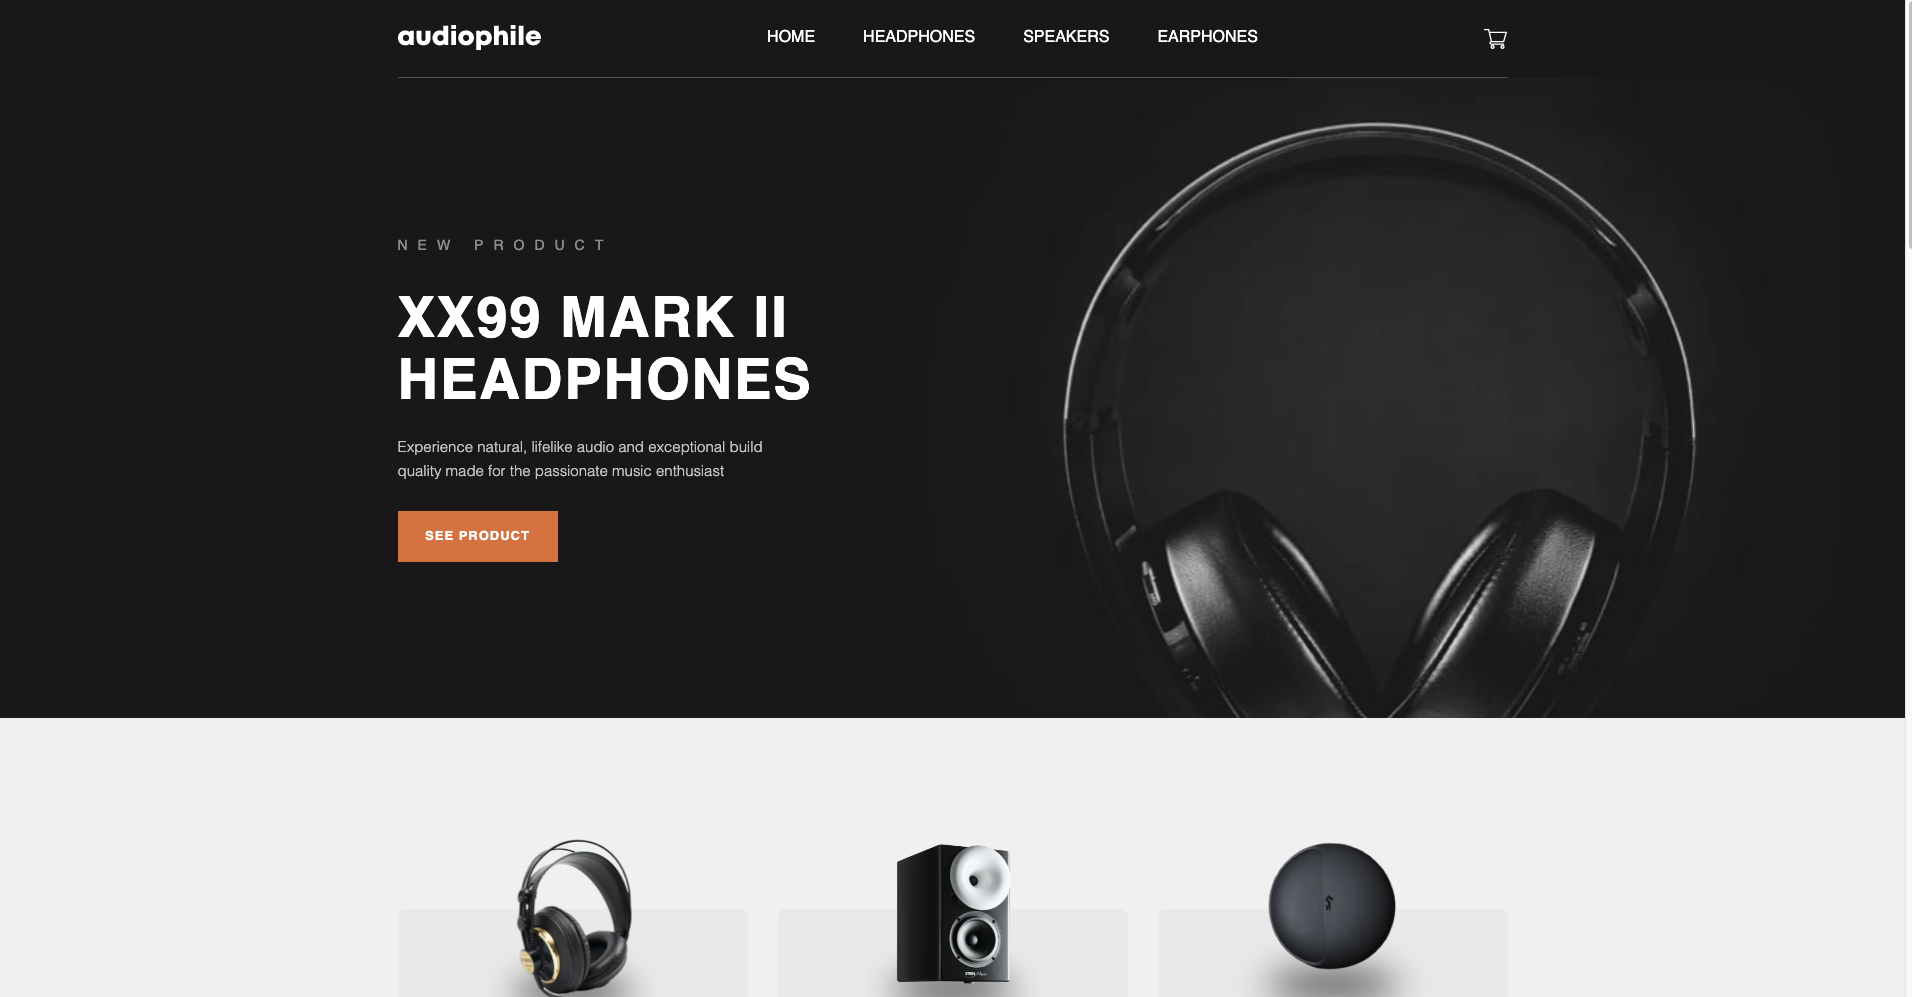 audiophile
HOME
HEADPHONES
SPEAKERS
EARPHONES
NEW PRODUCT
XX99 MARK II
HEADPHONES
Experience natural, lifelike audio and exceptional build
quality made for the passionate music enthusiast
SEE PRODUCT